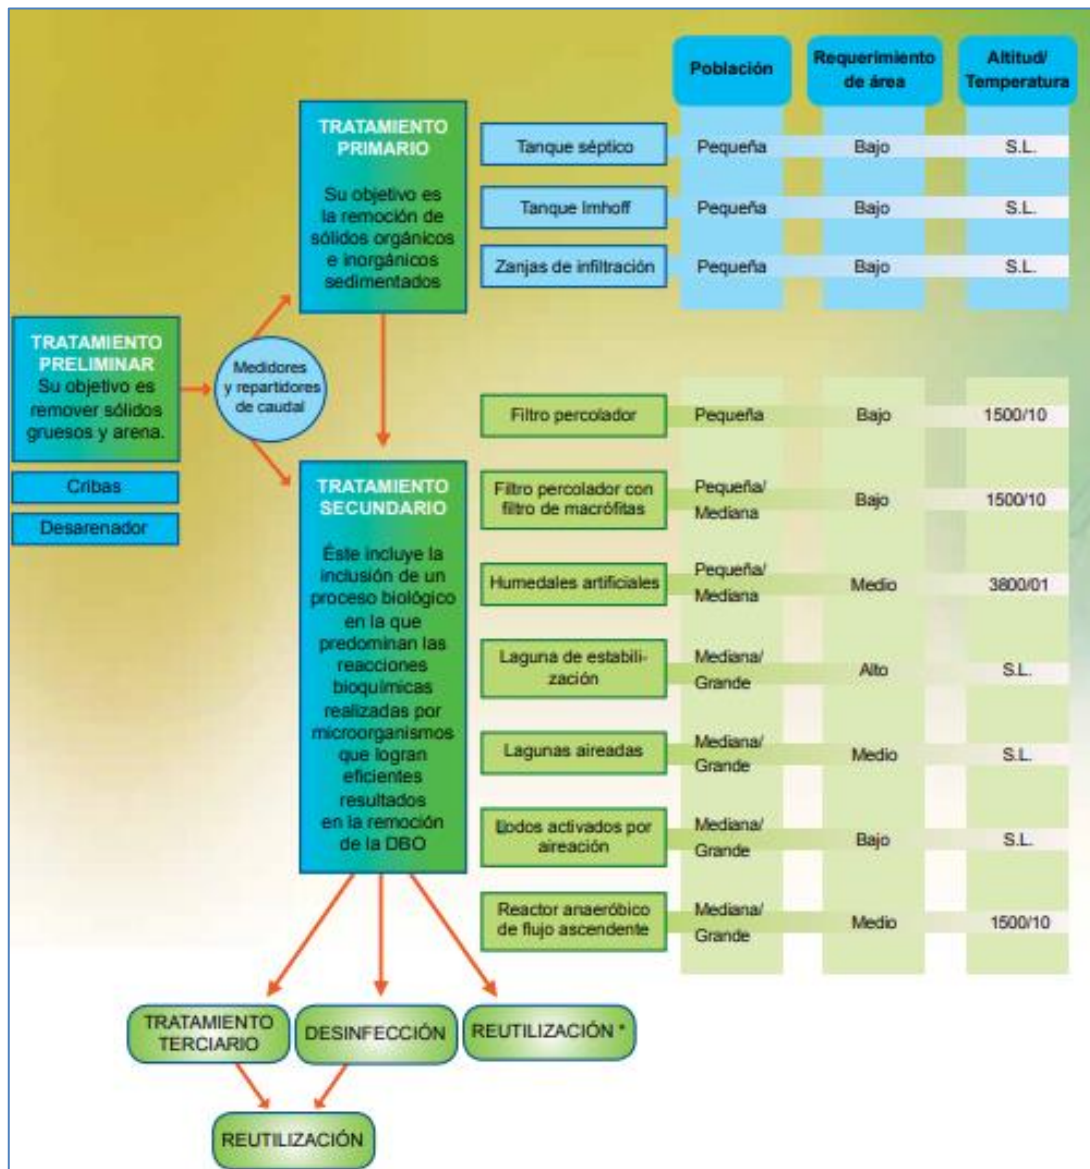 Población
Requerimiento
de área
Altitud/
Temperatura
TRATAMIENTO
PRIMARIO
Su objetivo es
la remoción de
sólidos orgánicos
e inorgánicos
sedimentados
Tanque séptico
Pequeña
Bajo
S.L.
Tanque Imhoff
Pequeña
Bajo
S.L.
Zanjas de infiltración
Pequeña
Bajo
S.L.
TRATAMIENTO
PRELIMINAR
Su objetivo es
remover sólidos
gruesos y arena.
Cribas
Desarenador
Medidores
y repartidores
de caudal
TRATAMIENTO
SECUNDARIO
Éste incluye la
inclusión de un
proceso biológico
en la que
predominan las
reacciones
bioquímicas
realizadas por
microorganismos
que logran
eficientes
resultados
en la remoción
de la DBO
Filtro percolador
Pequeña
Bajo
1500/10
Filtro percolador con
filtro de macrófitas
Pequeña/
Mediana
Bajo
1500/10
Humedales artificiales
Pequeña/
Mediana
Medio
3800/01
Laguna de estabili-
zación
Mediana/
Grande
Alto
S.L.
Lagunas aireadas
Mediana/
Grande
Medio
S.L.
Lodos activados por
aireación
Mediana/
Grande
Bajo
S.L.
Reactor anaeróbico
de flujo ascendente
Mediana/
Grande
Medio
1500/10
TRATAMIENTO
TERCIARIO
DESINFECCIÓN
REUTILIZACIÓN *
REUTILIZACIÓN